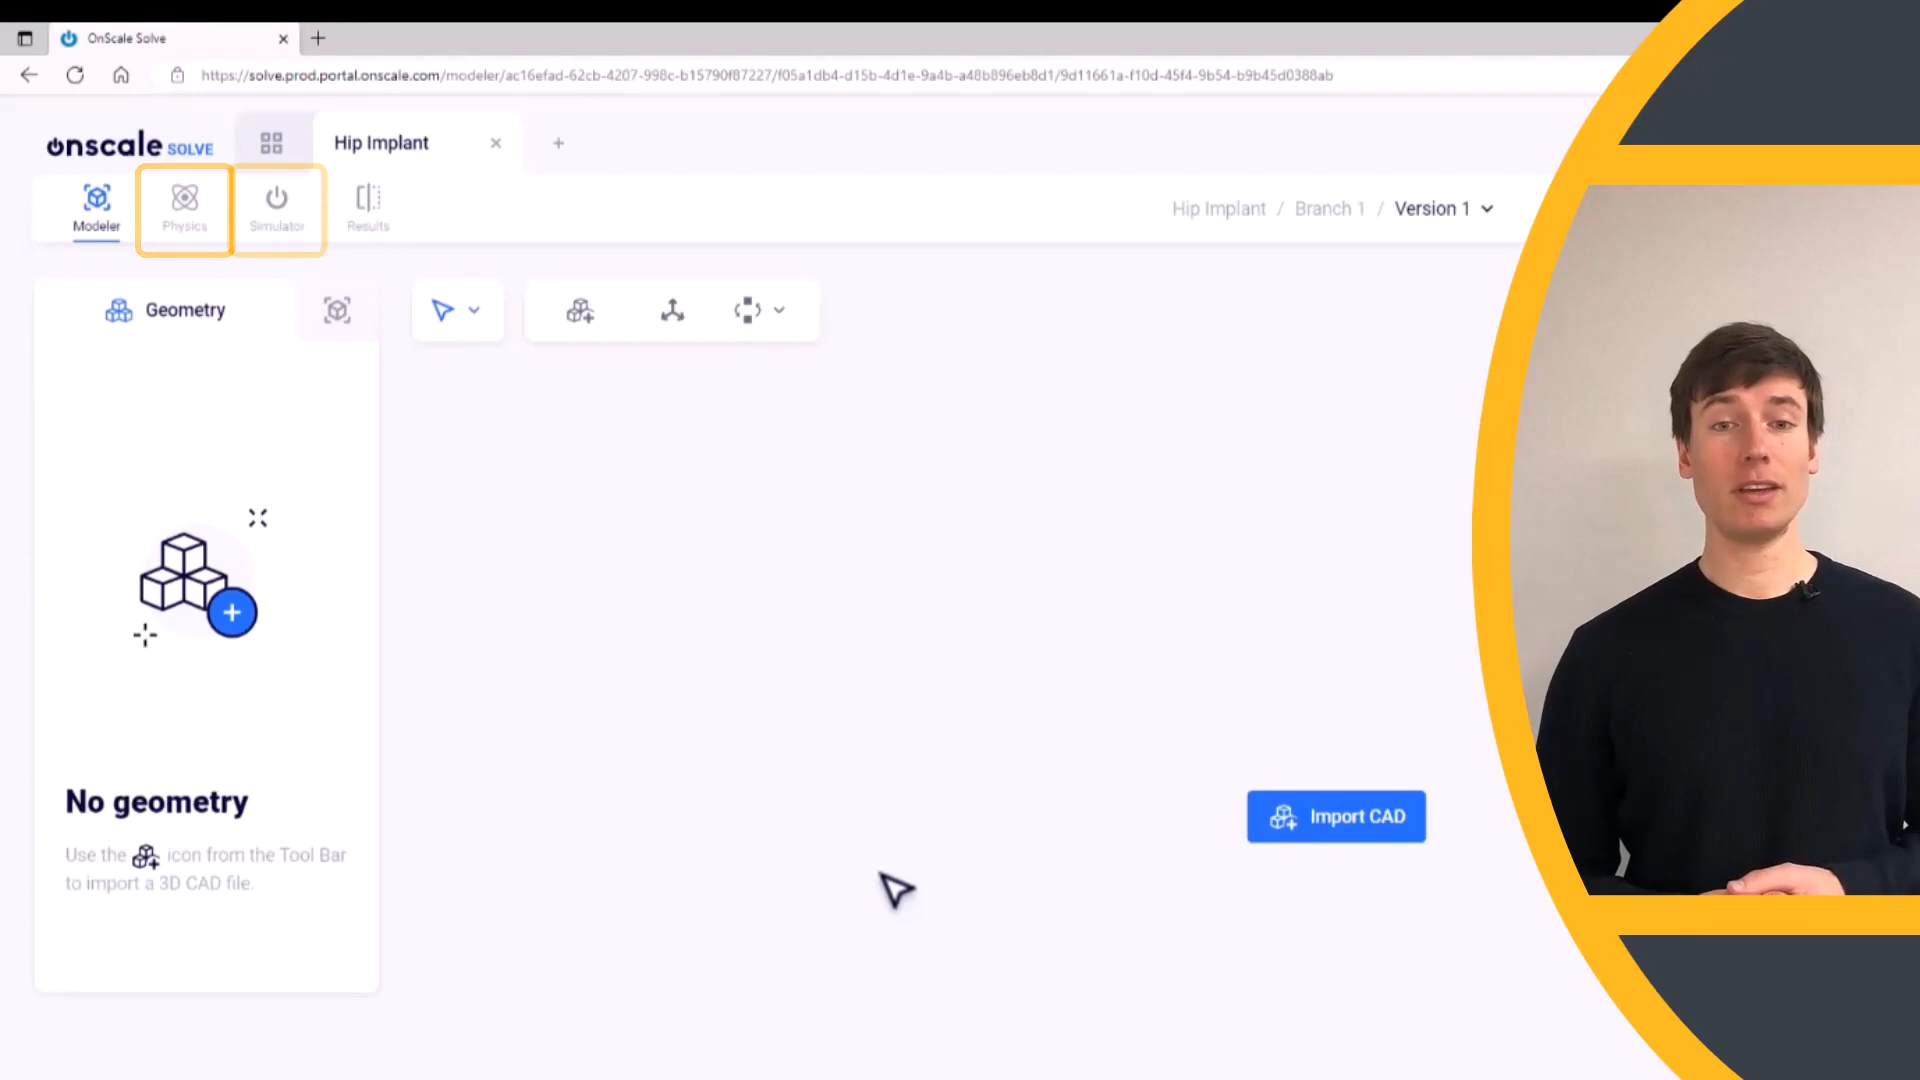 OnScale Solve
https://solve.prod.portal.onscale.com/modeler/ac16efad-62cb-4207-998c-b15790f87227/f05a1db4-d15b-4d1e-9a4b-a48b896eb8d1/9d11661a-f10d-45f4-9b54-b9b45d0388ab
onscale SOLVE
Hip Implant
Modeler
Physics
Simulator
Results
Hip Implant / Branch 1 / Version 1
Geometry
No geometry
Use the icon from the Tool Bar
to import a 3D CAD file.
Import CAD